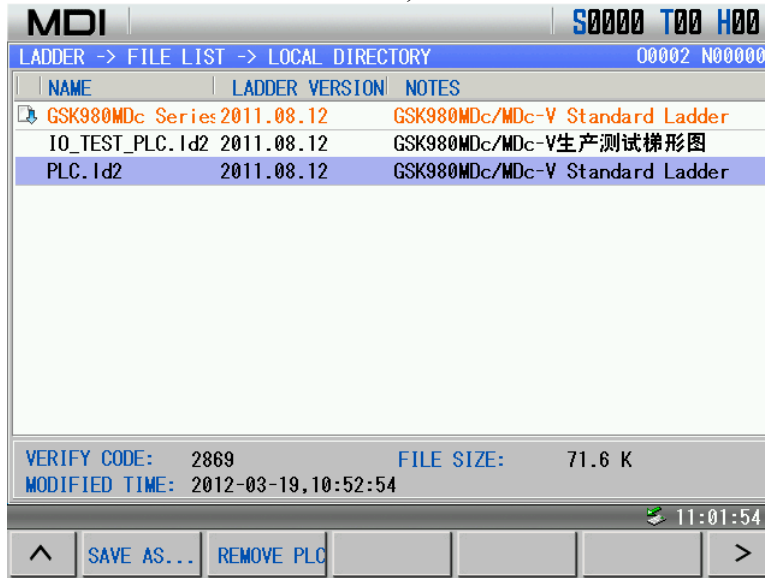 MDI S0000 T00 H00
LADDER -> FILE LIST -> LOCAL DIRECTORY O0002 N00000
NAME LADDER VERSION NOTES
GSK980MDc Series 2011.08.12 GSK980MDc/MDc-V Standard Ladder
IO_TEST_PLC.ld2 2011.08.12 GSK980MDc/MDc-V生产测试梯形图
PLC.ld2 2011.08.12 GSK980MDc/MDc-V Standard Ladder
VERIFY CODE: 2869 FILE SIZE: 71.6 K
MODIFIED TIME: 2012-03-19,10:52:54
11:01:54
^ SAVE AS... REMOVE PLC >